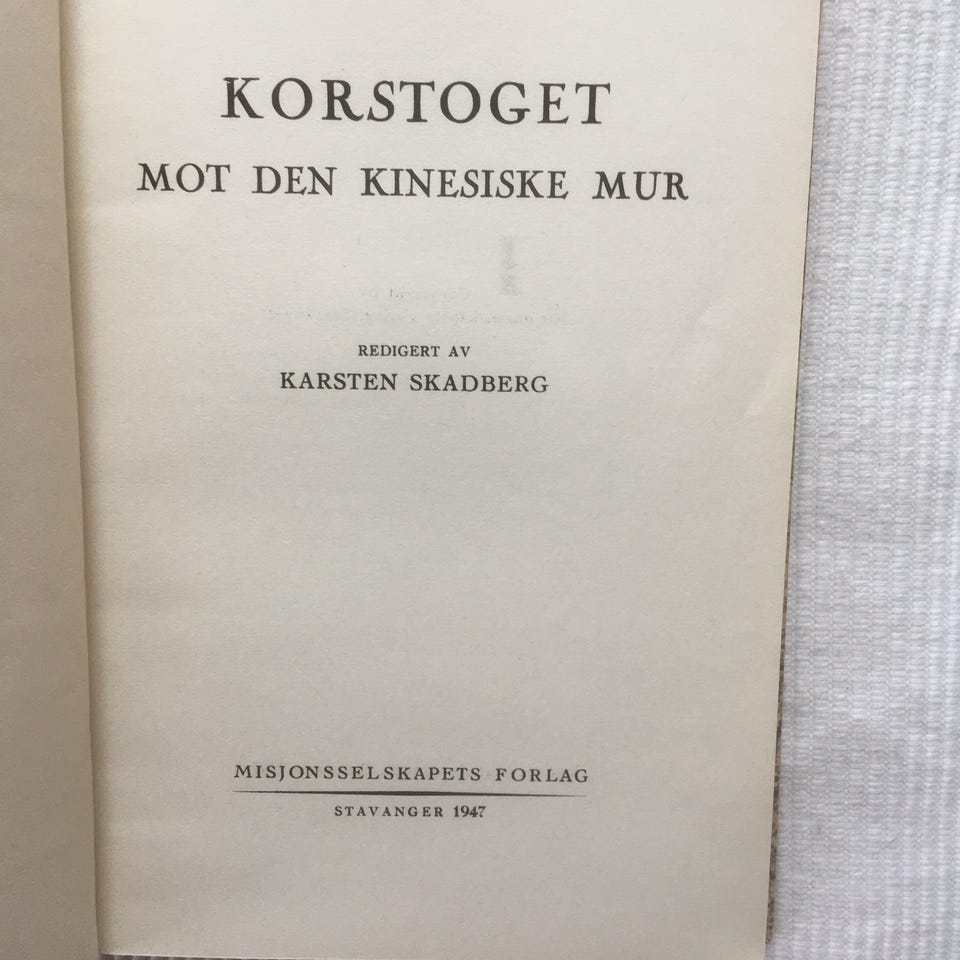 KORSTOGET
MOT DEN KINESISKE MUR
REDIGERT AV
KARSTEN SKADBERG
MISJONSSELSKAPETS FORLAG
STAVANGER 1947